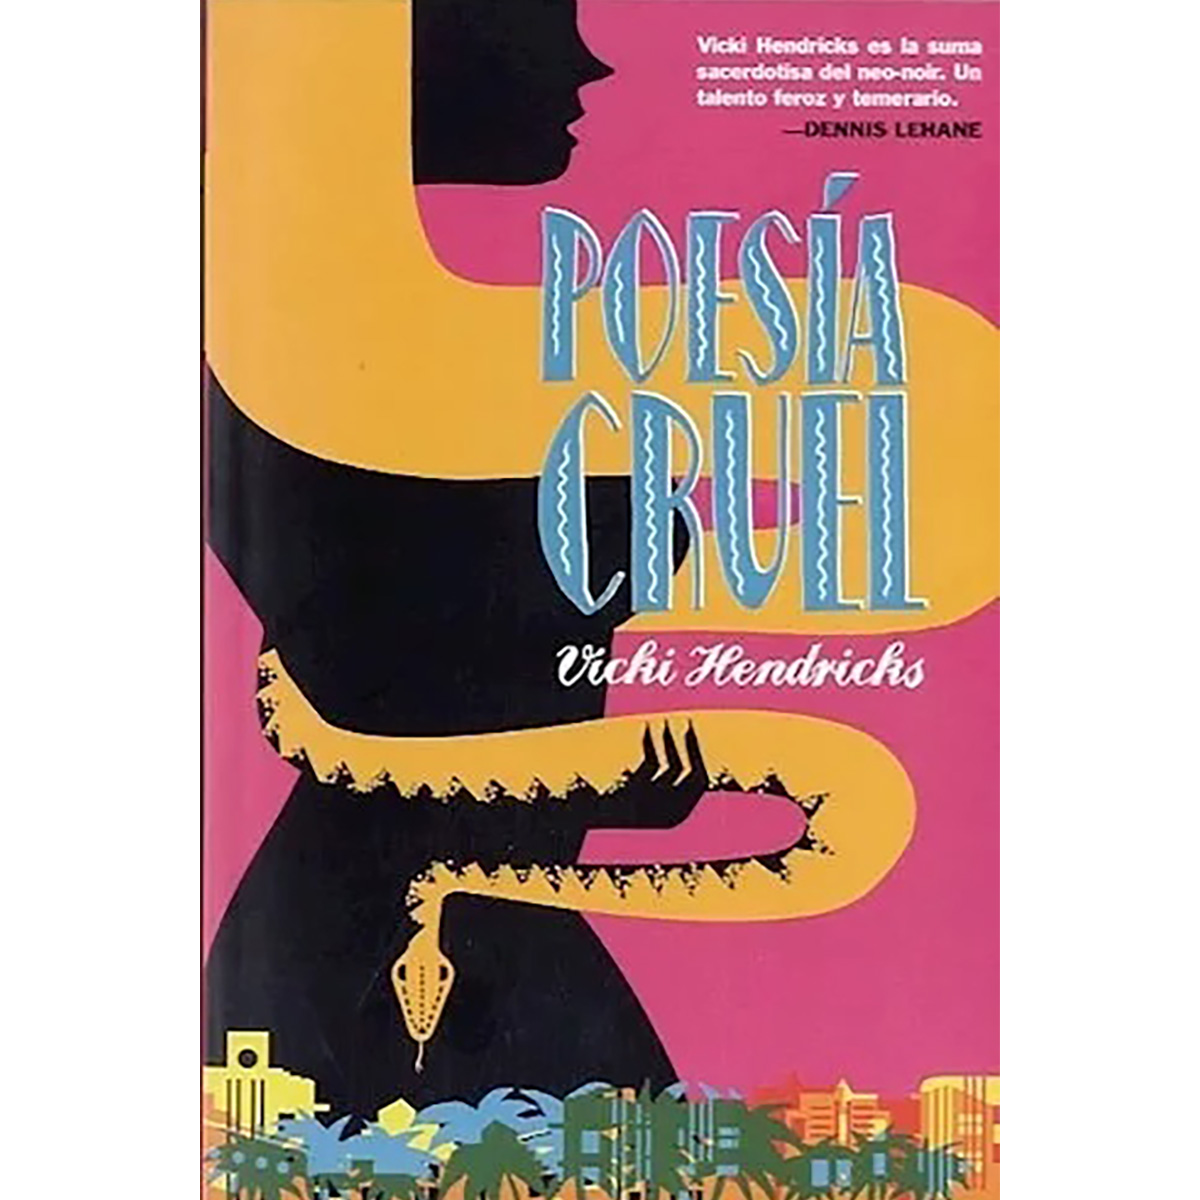 Vicki Hendricks es la suma
sacerdotisa del neo-noir. Un
talento feroz y temerario.
—DENNIS LEHANE
POESÍA
CRUEL
Vicki Hendricks